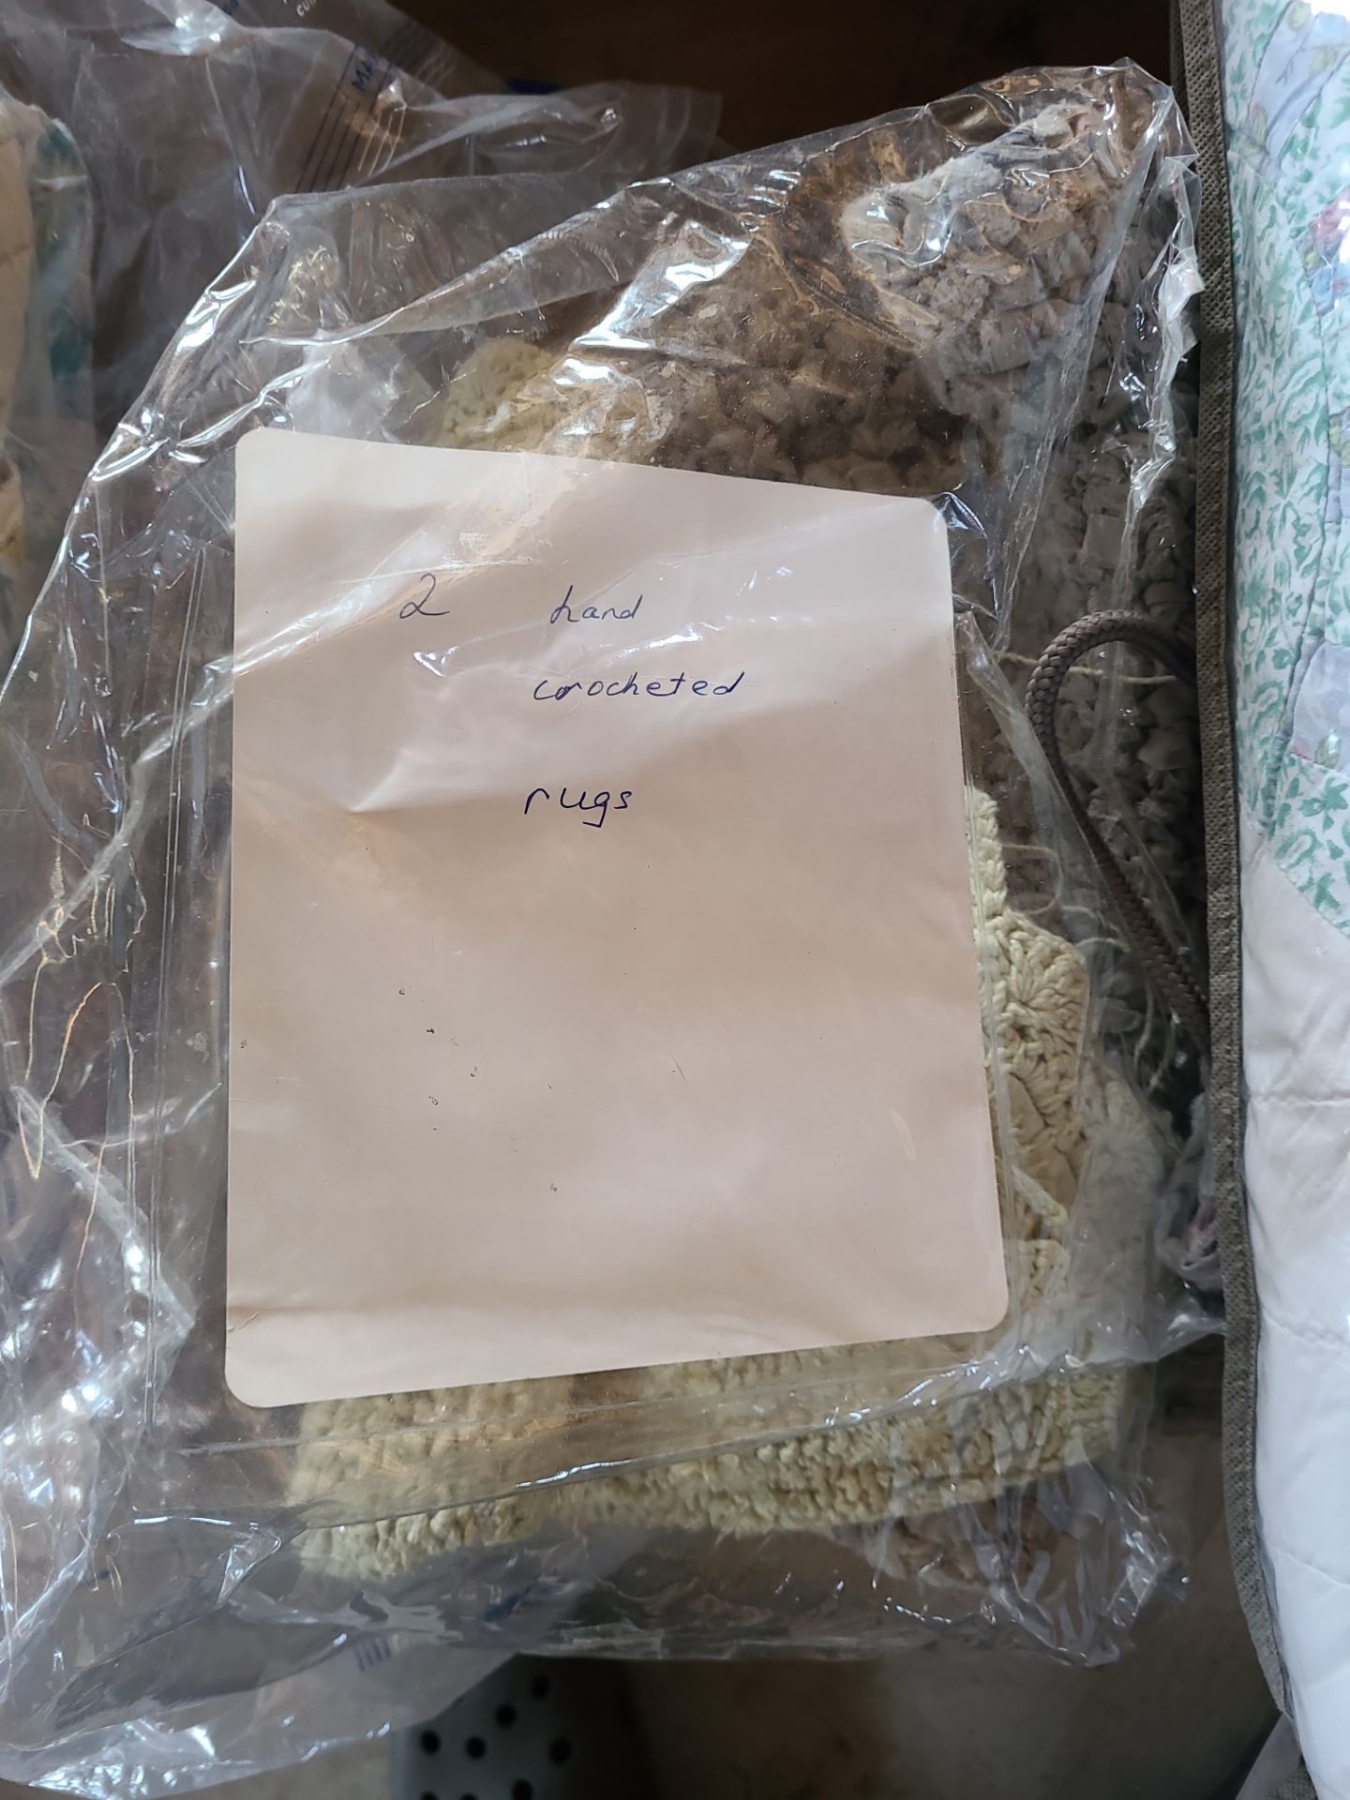 2 hand
crocheted
rugs